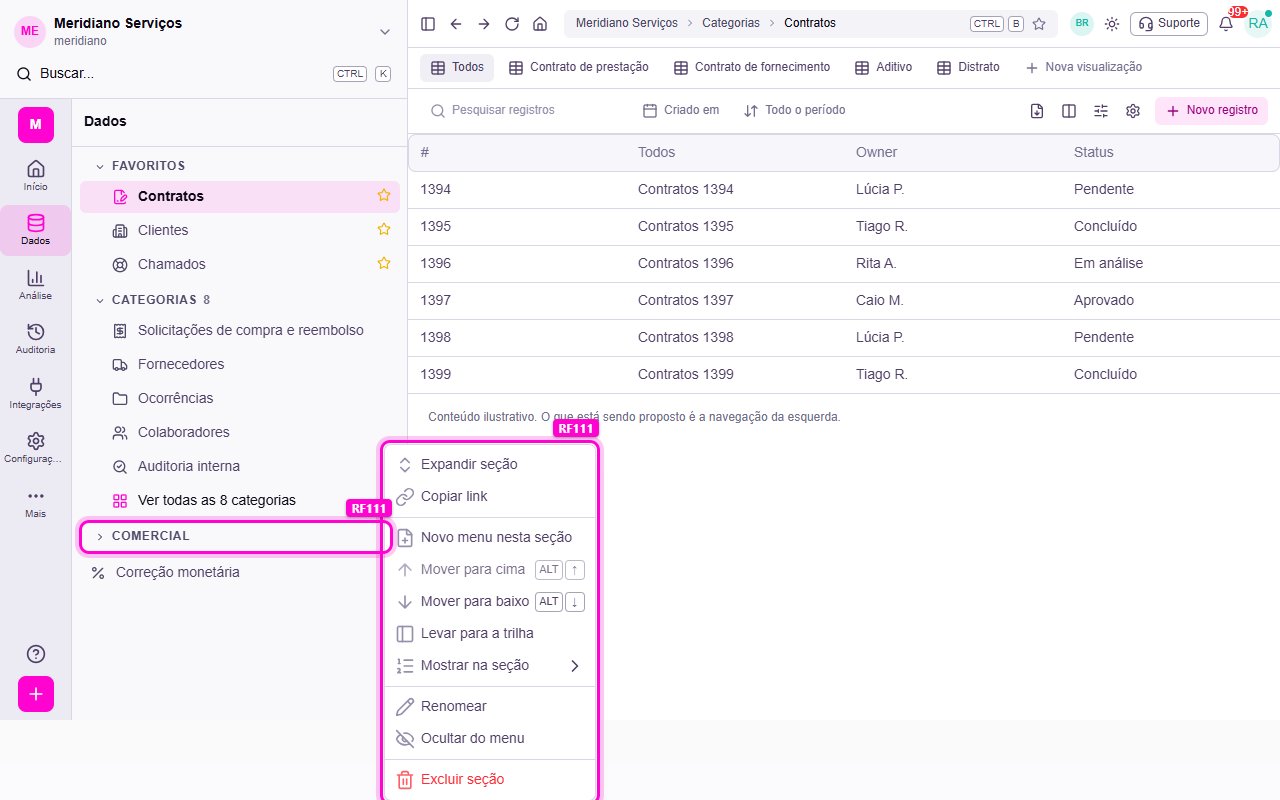 ME
Meridiano Serviços
meridiano
Buscar...
CTRL
K
Meridiano Serviços
Categorias
Contratos
CTRL
B
BR
Suporte
99+
RA
M
Início
Dados
Análise
Auditoria
Integrações
Configuraç...
Mais
Dados
FAVORITOS
Contratos
Clientes
Chamados
CATEGORIAS 8
Solicitações de compra e reembolso
Fornecedores
Ocorrências
Colaboradores
Auditoria interna
Ver todas as 8 categorias
RF111
COMERCIAL
Correção monetária
Todos
Contrato de prestação
Contrato de fornecimento
Aditivo
Distrato
Nova visualização
Pesquisar registros
Criado em
Todo o período
Novo registro
# Todos Owner Status
1394 Contratos 1394 Lúcia P. Pendente
1395 Contratos 1395 Tiago R. Concluído
1396 Contratos 1396 Rita A. Em análise
1397 Contratos 1397 Caio M. Aprovado
1398 Contratos 1398 Lúcia P. Pendente
1399 Contratos 1399 Tiago R. Concluído
Conteúdo ilustrativo. O que está sendo proposto é a navegação da esquerda.
RF111
Expandir seção
Copiar link
Novo menu nesta seção
Mover para cima ALT ↑
Mover para baixo ALT ↓
Levar para a trilha
Mostrar na seção
Renomear
Ocultar do menu
Excluir seção